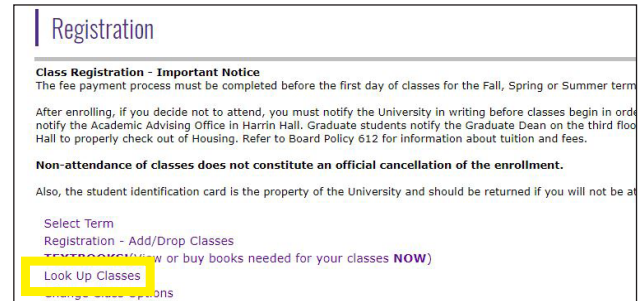 Registration
Class Registration - Important Notice
The fee payment process must be completed before the first day of classes for the Fall, Spring or Summer term
After enrolling, if you decide not to attend, you must notify the University in writing before classes begin in orde
notify the Academic Advising Office in Harrin Hall. Graduate students notify the Graduate Dean on the third floo
Hall to properly check out of Housing. Refer to Board Policy 612 for information about tuition and fees.
Non-attendance of classes does not constitute an official cancellation of the enrollment.
Also, the student identification card is the property of the University and should be returned if you will not be at
Select Term
Registration - Add/Drop Classes
TEXTBOOKS!(View or buy books needed for your classes NOW)
Look Up Classes
Change Class Options